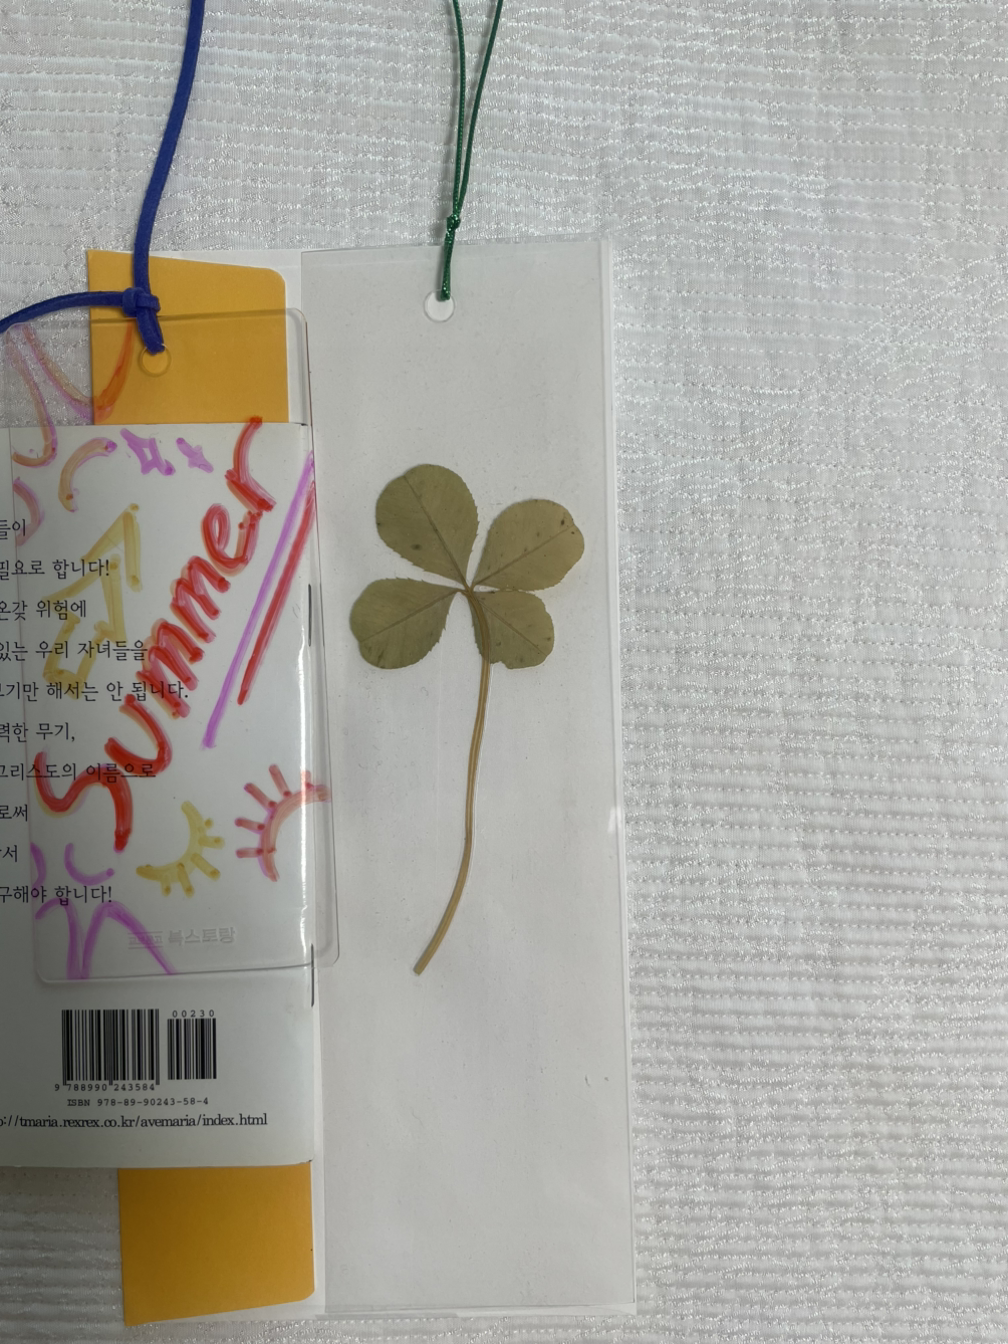 들이
필요로 합니다!
온갖 위험에
있는 우리 자녀들을
보기만 해서는 안 됩니다.
력한 무기,
그리스도의 이름으로
로써
서
구해야 합니다!
Summer
북스토랑
00230
9 788990 243584
ISBN 978-89-90243-58-4
://tmaria.rexrex.co.kr/avemaria/index.html